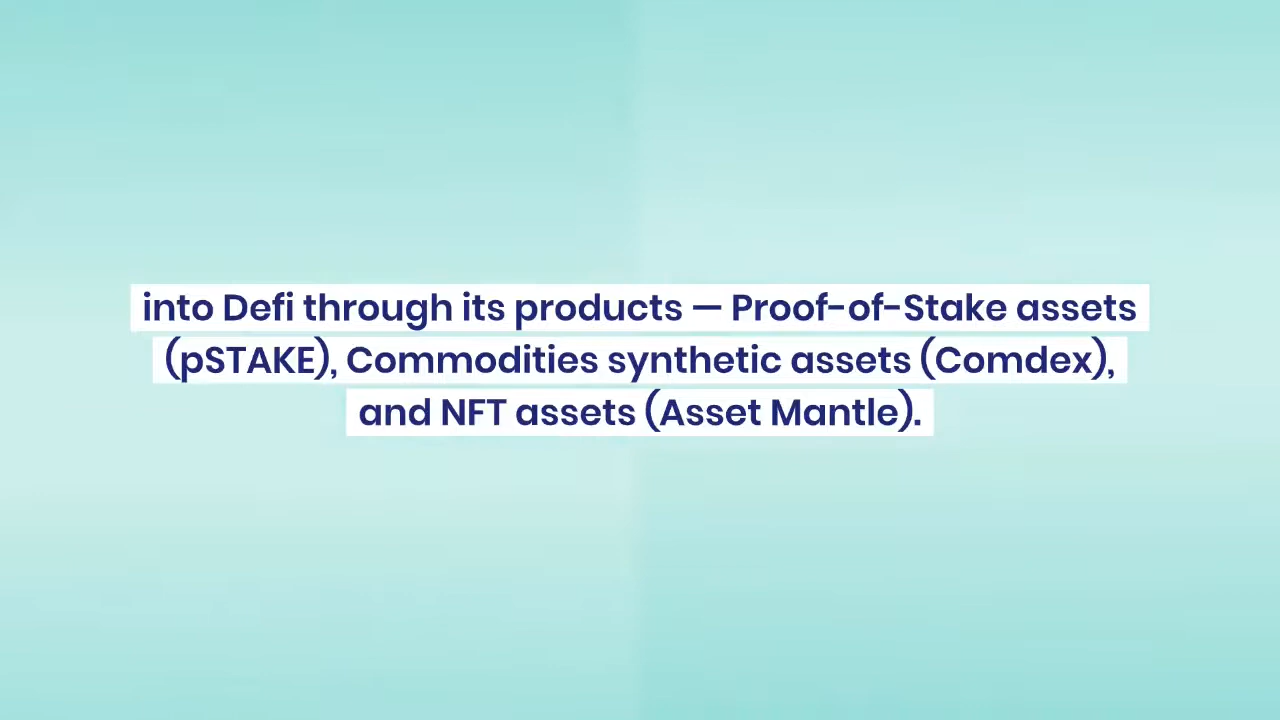 into Defi through its products — Proof-of-Stake assets
(pSTAKE), Commodities synthetic assets (Comdex),
and NFT assets (Asset Mantle).